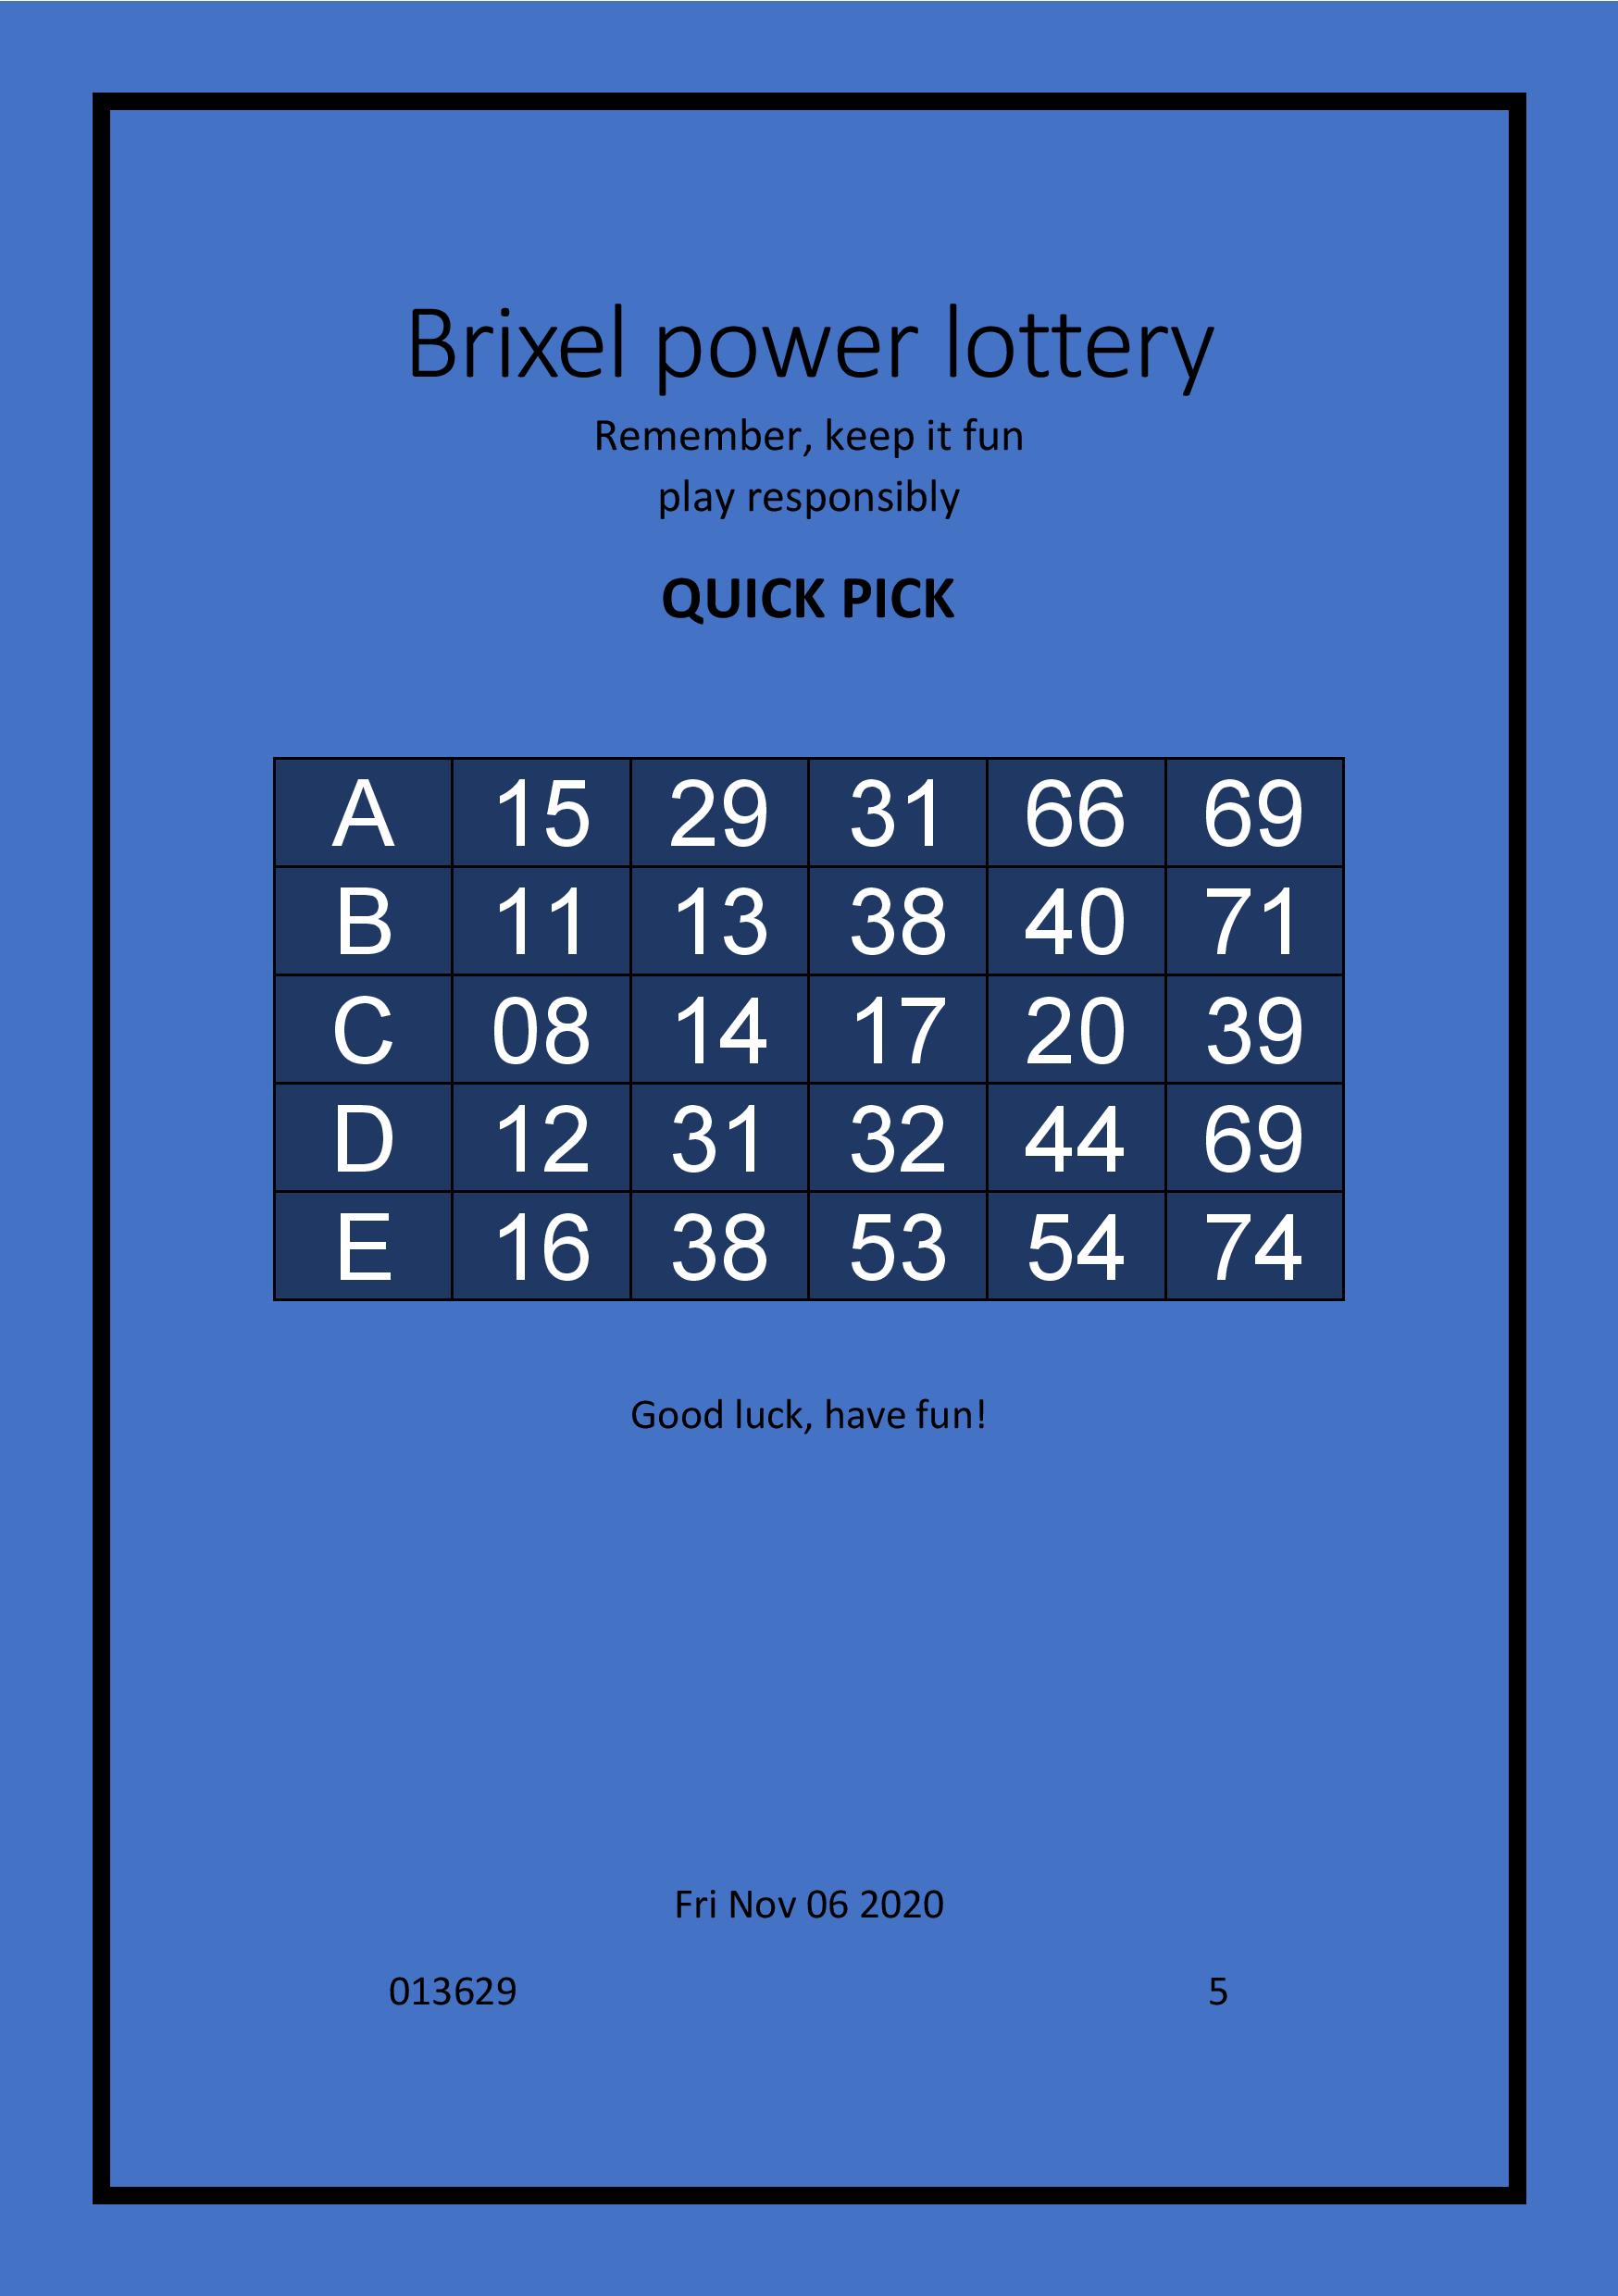 Brixel power lottery
Remember, keep it fun
play responsibly
QUICK PICK
A 15 29 31 66 69
B 11 13 38 40 71
C 08 14 17 20 39
D 12 31 32 44 69
E 16 38 53 54 74
Good luck, have fun!
Fri Nov 06 2020
013629 5